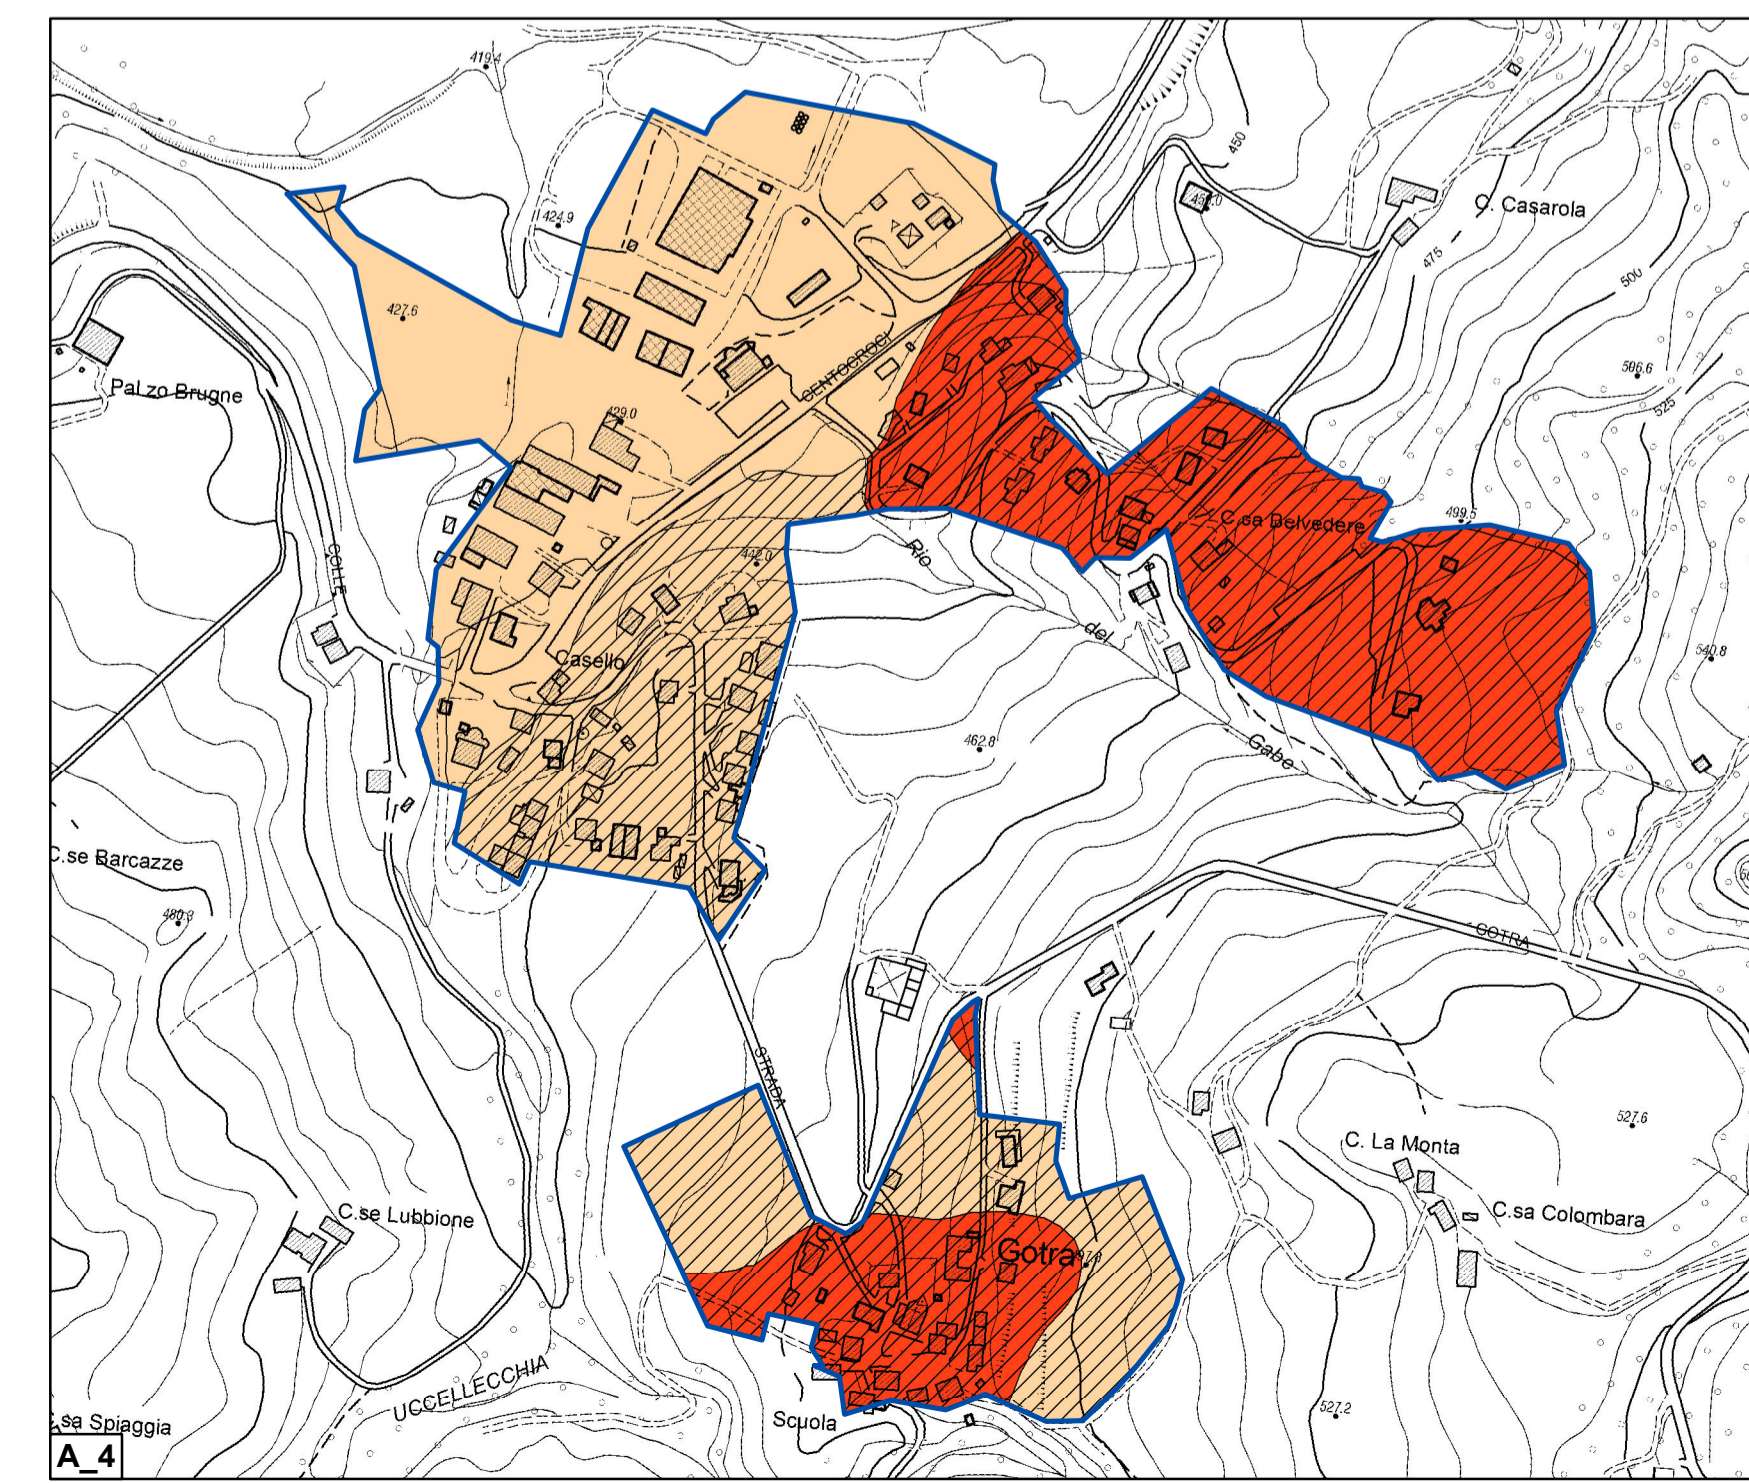 419.4
450
C. Casarola
424.9
475
500
427.6
506.6
525
Pal.zo Brugne
CENTOCROCI
429.0
499.5
C.sa Belvedere
442.0
Rio
COLLE
del
540.8
Casello
462.8
Gabe
C.se Barcazze
480.3
GOTRA
STRADA
527.6
C. La Monta
C.se Lubbione
C.sa Colombara
Gotra
UCCELLECCHIA
527.2
Scuola
.sa Spiaggia
A_4